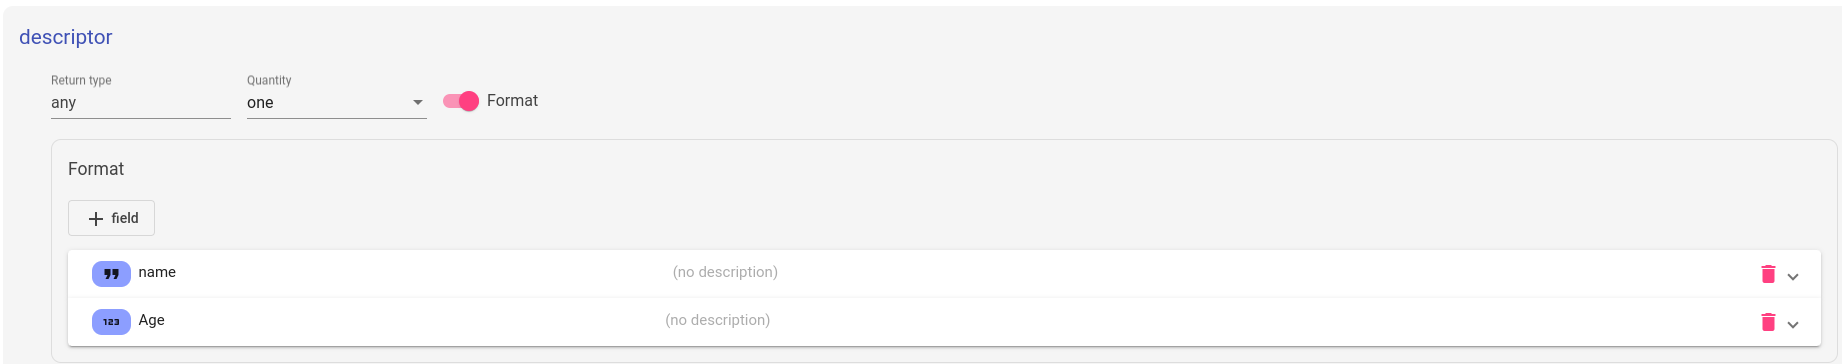 descriptor
Return type
any
Quantity
one
Format
Format
+ field
name (no description)
123 Age (no description)